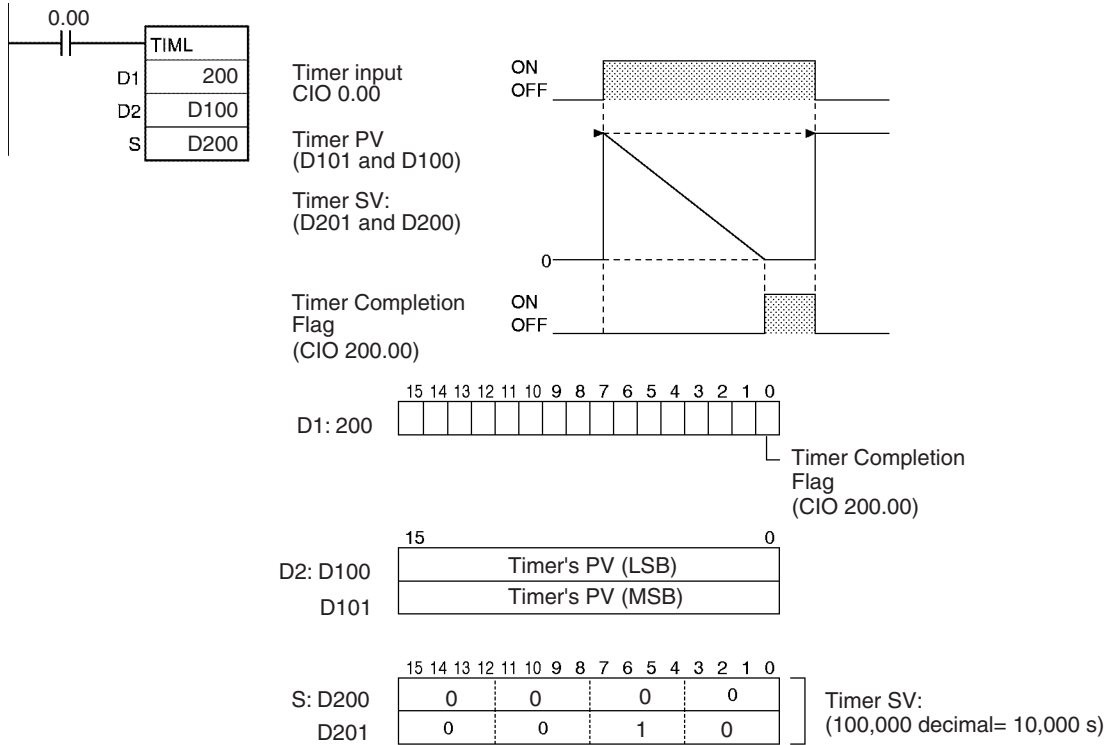 0.00
TIML
D1 200
D2 D100
S D200
Timer input
CIO 0.00
ON
OFF
Timer PV
(D101 and D100)
Timer SV:
(D201 and D200)
0
Timer Completion
Flag
(CIO 200.00)
ON
OFF
15 14 13 12 11 10 9 8 7 6 5 4 3 2 1 0
D1: 200
Timer Completion
Flag
(CIO 200.00)
15 0
D2: D100 Timer's PV (LSB)
D101 Timer's PV (MSB)
15 14 13 12 11 10 9 8 7 6 5 4 3 2 1 0
S: D200 0 0 0 0
D201 0 0 1 0
Timer SV:
(100,000 decimal= 10,000 s)